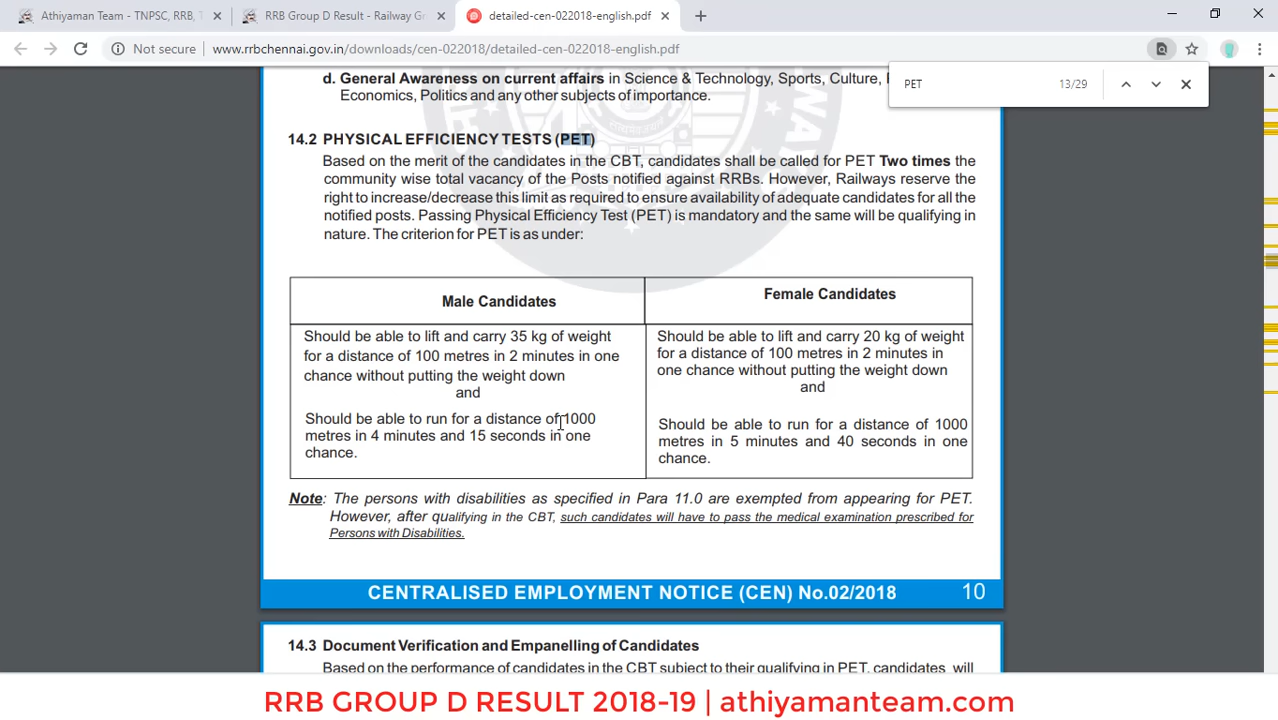 Athiyaman Team - TNPSC, RRB, T
RRB Group D Result - Railway Gr
detailed-cen-022018-english.pdf
Not secure
www.rrbchennai.gov.in/downloads/cen-022018/detailed-cen-022018-english.pdf
PET 13/29
d. General Awareness on current affairs in Science & Technology, Sports, Culture,
Economics, Politics and any other subjects of importance.
14.2 PHYSICAL EFFICIENCY TESTS (PET)
Based on the merit of the candidates in the CBT, candidates shall be called for PET Two times the
community wise total vacancy of the Posts notified against RRBs. However, Railways reserve the
right to increase/decrease this limit as required to ensure availability of adequate candidates for all the
notified posts. Passing Physical Efficiency Test (PET) is mandatory and the same will be qualifying in
nature. The criterion for PET is as under:
Male Candidates
Should be able to lift and carry 35 kg of weight
for a distance of 100 metres in 2 minutes in one
chance without putting the weight down
and
Should be able to run for a distance of 1000
metres in 4 minutes and 15 seconds in one
chance.
Female Candidates
Should be able to lift and carry 20 kg of weight
for a distance of 100 metres in 2 minutes in
one chance without putting the weight down
and
Should be able to run for a distance of 1000
metres in 5 minutes and 40 seconds in one
chance.
Note: The persons with disabilities as specified in Para 11.0 are exempted from appearing for PET.
However, after qualifying in the CBT, such candidates will have to pass the medical examination prescribed for
Persons with Disabilities.
CENTRALISED EMPLOYMENT NOTICE (CEN) No.02/2018 10
14.3 Document Verification and Empanelling of Candidates
Based on the performance of candidates in the CBT subject to their qualifying in PET, candidates, will
RRB GROUP D RESULT 2018-19 | athiyamanteam.com